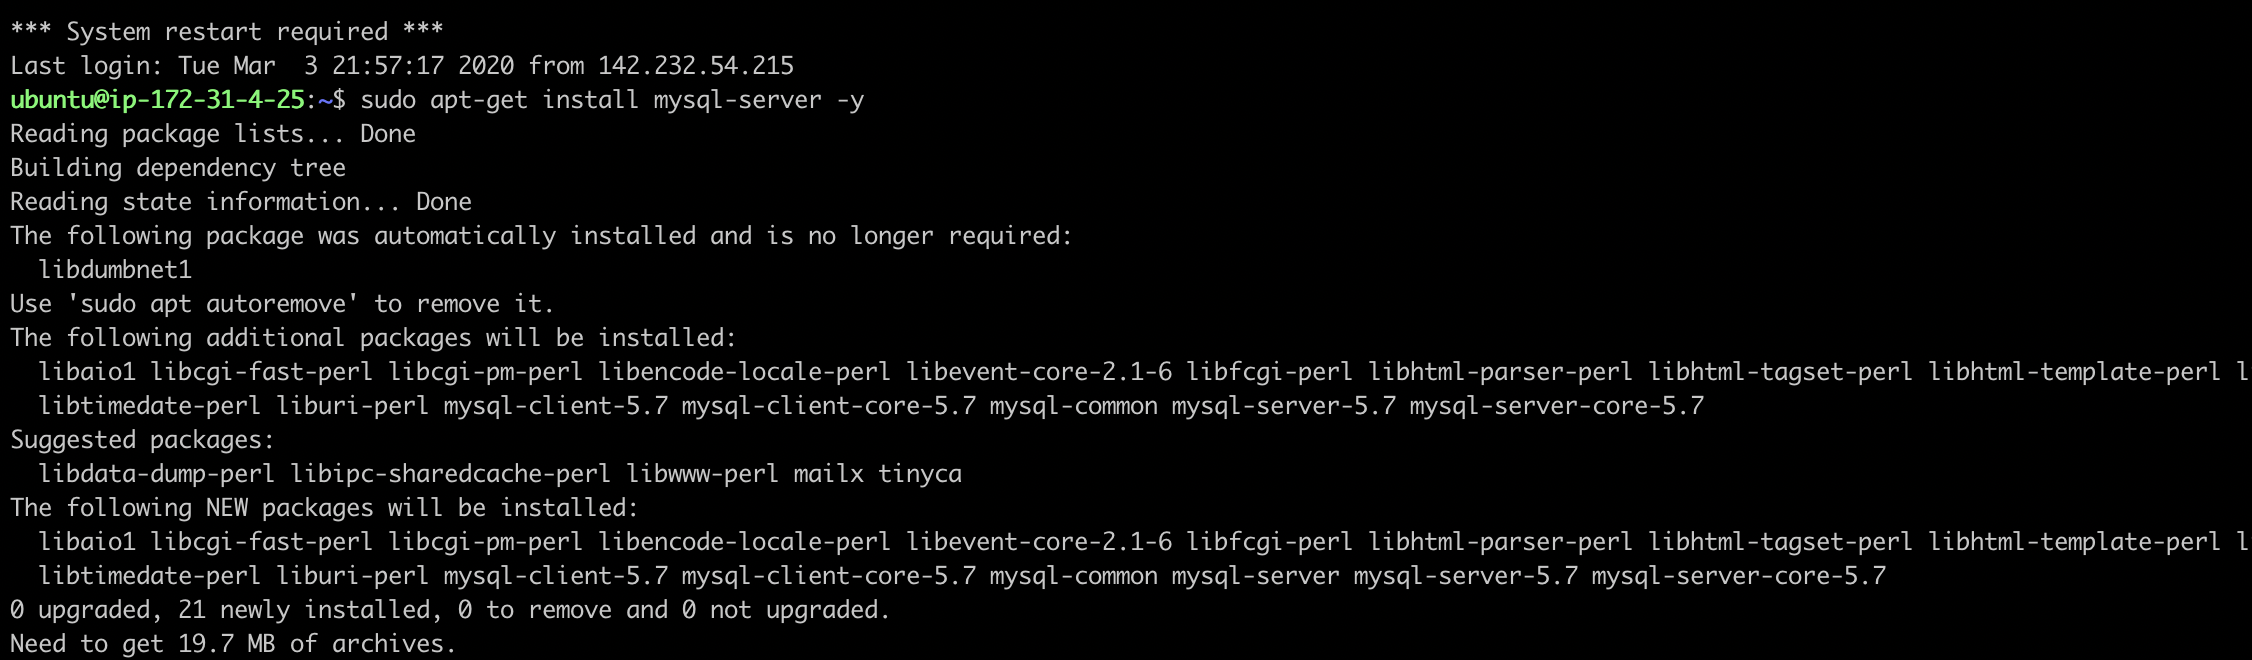 *** System restart required ***
Last login: Tue Mar  3 21:57:17 2020 from 142.232.54.215
ubuntu@ip-172-31-4-25:~$ sudo apt-get install mysql-server -y
Reading package lists... Done
Building dependency tree
Reading state information... Done
The following package was automatically installed and is no longer required:
  libdumbnet1
Use 'sudo apt autoremove' to remove it.
The following additional packages will be installed:
  libaio1 libcgi-fast-perl libcgi-pm-perl libencode-locale-perl libevent-core-2.1-6 libfcgi-perl libhtml-parser-perl libhtml-tagset-perl libhtml-template-perl l
  libtimedate-perl liburi-perl mysql-client-5.7 mysql-client-core-5.7 mysql-common mysql-server-5.7 mysql-server-core-5.7
Suggested packages:
  libdata-dump-perl libipc-sharedcache-perl libwww-perl mailx tinyca
The following NEW packages will be installed:
  libaio1 libcgi-fast-perl libcgi-pm-perl libencode-locale-perl libevent-core-2.1-6 libfcgi-perl libhtml-parser-perl libhtml-tagset-perl libhtml-template-perl l
  libtimedate-perl liburi-perl mysql-client-5.7 mysql-client-core-5.7 mysql-common mysql-server mysql-server-5.7 mysql-server-core-5.7
0 upgraded, 21 newly installed, 0 to remove and 0 not upgraded.
Need to get 19.7 MB of archives.